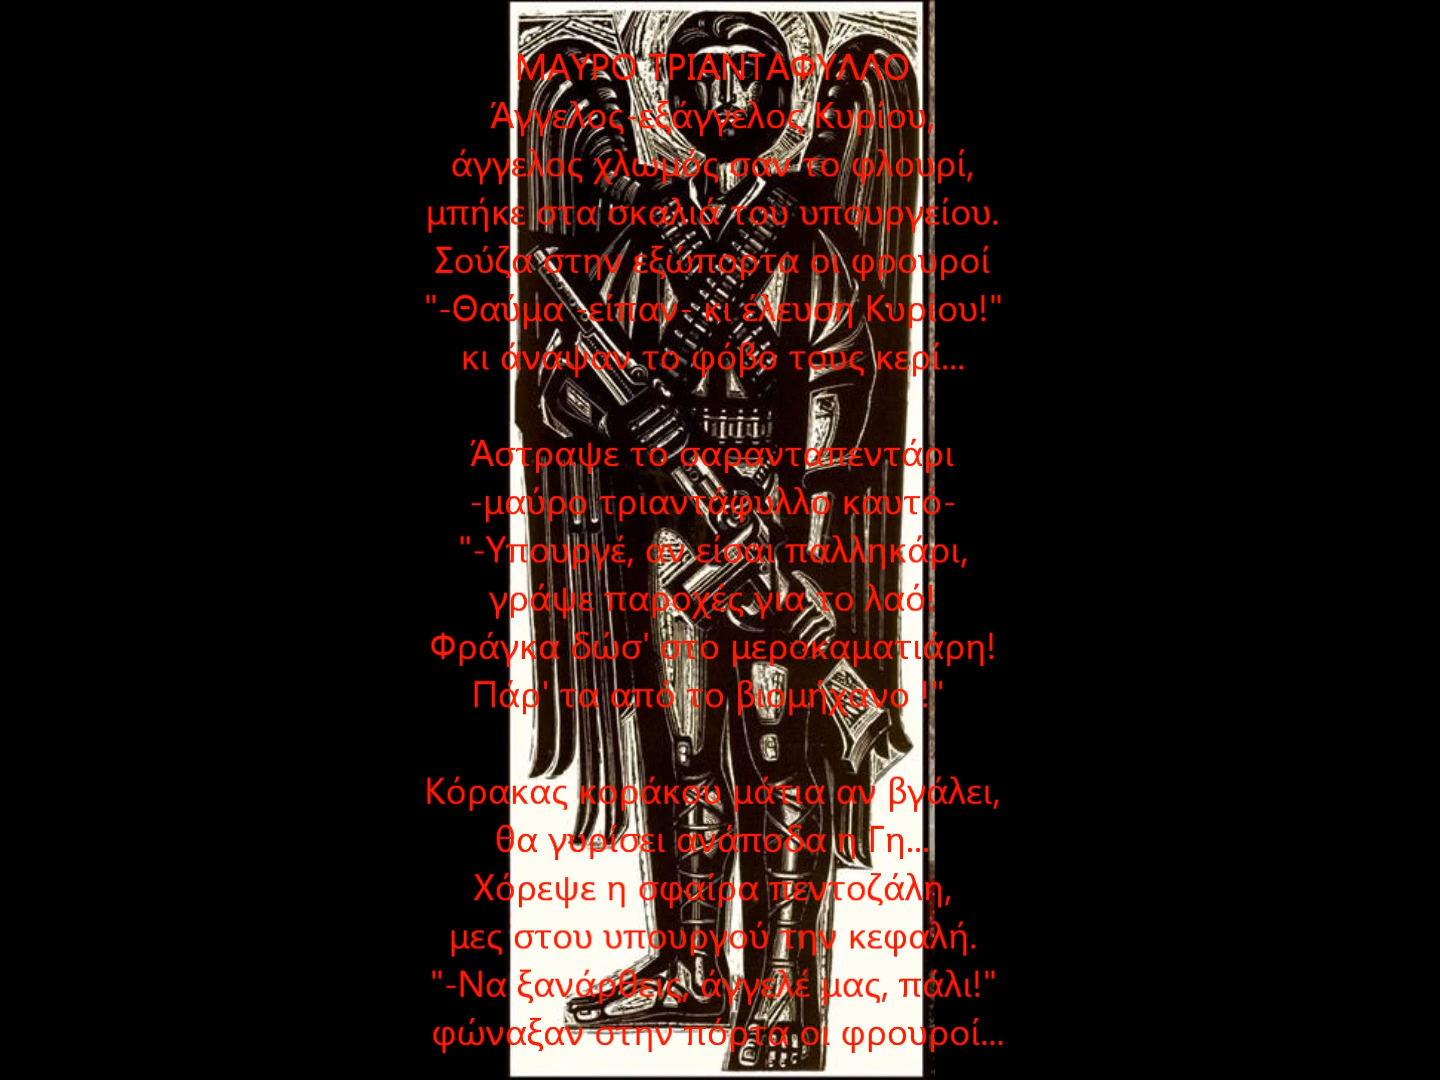 ΜΑΥΡΟ ΤΡΙΑΝΤΑΦΥΛΛΟ
Άγγελος-εξάγγελος Κυρίου,
άγγελος χλωμός σαν το φλουρί,
μπήκε στα σκαλιά του υπουργείου.
Σούζα στην εξώπορτα οι φρουροί
"-Θαύμα -είπαν- κι έλευση Κυρίου!"
κι άναψαν το φόβο τους κερί...
Άστραψε το σαρανταπεντάρι
-μαύρο τριαντάφυλλο καυτό-
"-Υπουργέ, αν είσαι παλληκάρι,
γράψε παροχές για το λαό!
Φράγκα δώσ' στο μεροκαματιάρη!
Πάρ' τα από το βιομήχανο !"
Κόρακας κοράκου μάτια αν βγάλει,
θα γυρίσει ανάποδα η Γη...
Χόρεψε η σφαίρα πεντοζάλη,
μες στου υπουργού την κεφαλή.
"-Να ξανάρθεις, άγγελέ μας, πάλι!"
φώναξαν στην πόρτα οι φρουροί...